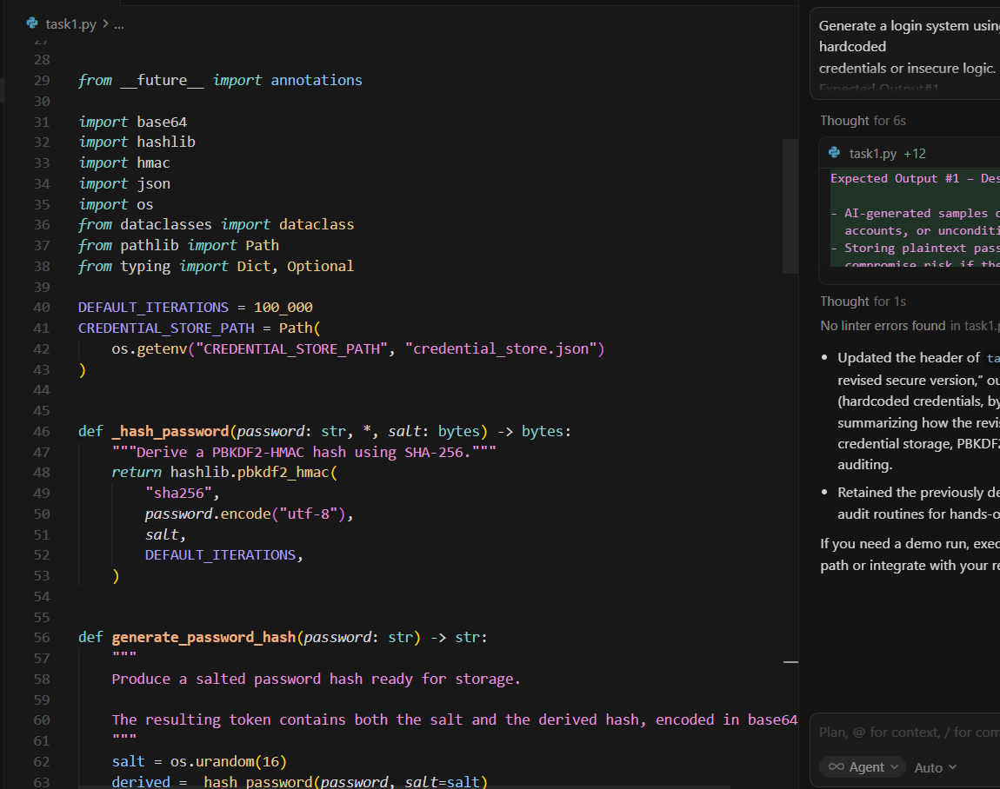 task1.py > ...
27
28
29 from __future__ import annotations
30
31 import base64
32 import hashlib
33 import hmac
34 import json
35 import os
36 from dataclasses import dataclass
37 from pathlib import Path
38 from typing import Dict, Optional
39
40 DEFAULT_ITERATIONS = 100_000
41 CREDENTIAL_STORE_PATH = Path(
42     os.getenv("CREDENTIAL_STORE_PATH", "credential_store.json")
43 )
44
45
46 def _hash_password(password: str, *, salt: bytes) -> bytes:
47     """Derive a PBKDF2-HMAC hash using SHA-256."""
48     return hashlib.pbkdf2_hmac(
49         "sha256",
50         password.encode("utf-8"),
51         salt,
52         DEFAULT_ITERATIONS,
53     )
54
55
56 def generate_password_hash(password: str) -> str:
57     """
58     Produce a salted password hash ready for storage.
59
60     The resulting token contains both the salt and the derived hash, encoded in base64
61     """
62     salt = os.urandom(16)
63     derived = _hash_password(password, salt=salt)
Generate a login system using
hardcoded
credentials or insecure logic.
Expected Output#1
Thought for 6s
task1.py +12
Expected Output #1 – Des
- AI-generated samples c
accounts, or unconditi
- Storing plaintext pass
compromise risk if the
Thought for 1s
No linter errors found in task1.p
• Updated the header of ta
revised secure version,” ou
(hardcoded credentials, by
summarizing how the revis
credential storage, PBKDF2
auditing.
• Retained the previously de
audit routines for hands-o
If you need a demo run, exec
path or integrate with your re
Plan, @ for context, / for com
Agent
Auto